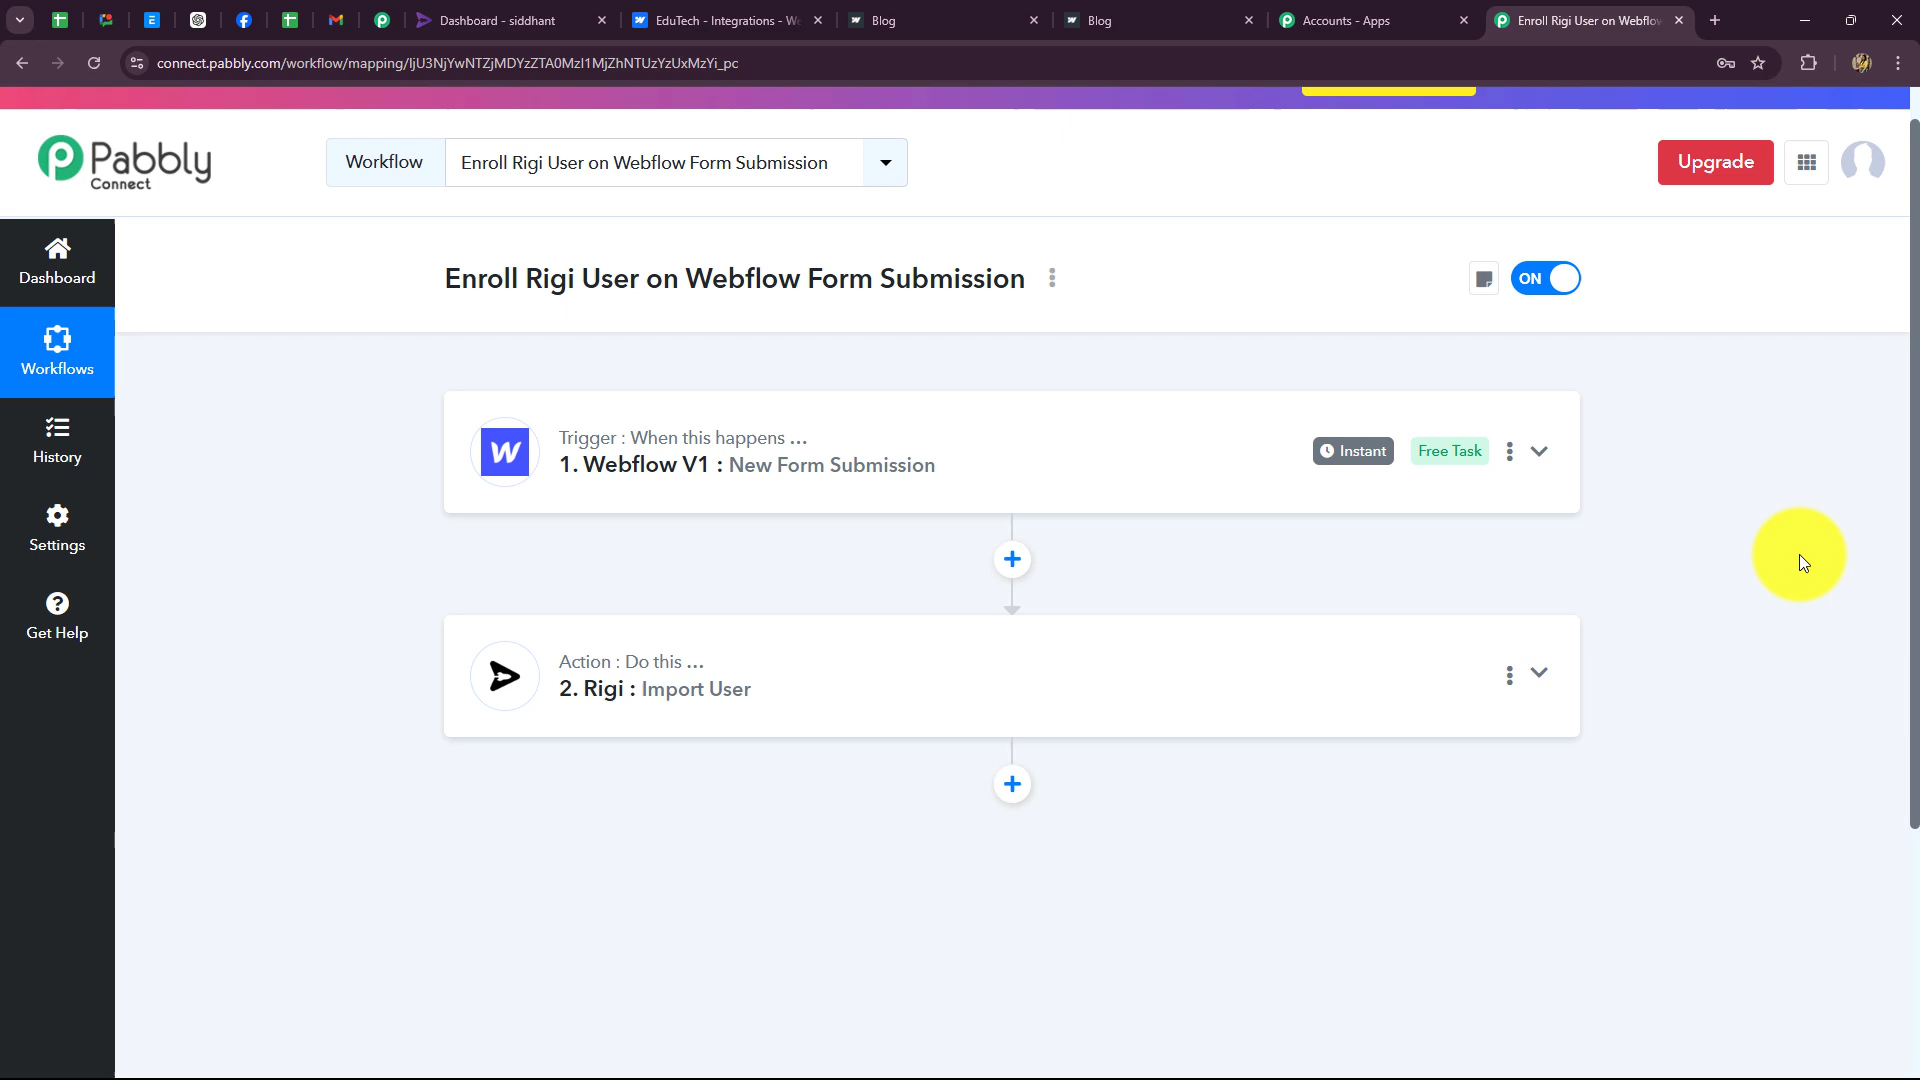 Dashboard - siddhant
EduTech - Integrations - We
Blog
Blog
Accounts - Apps
Enroll Rigi User on Webflow
connect.pabbly.com/workflow/mapping/
Pabbly
Connect
Workflow
Enroll Rigi User on Webflow Form Submission
Upgrade
Dashboard
Workflows
History
Settings
Get Help
Enroll Rigi User on Webflow Form Submission
ON
Trigger : When this happens ...
1. Webflow V1 : New Form Submission
Instant
Free Task
Action : Do this ...
2. Rigi : Import User